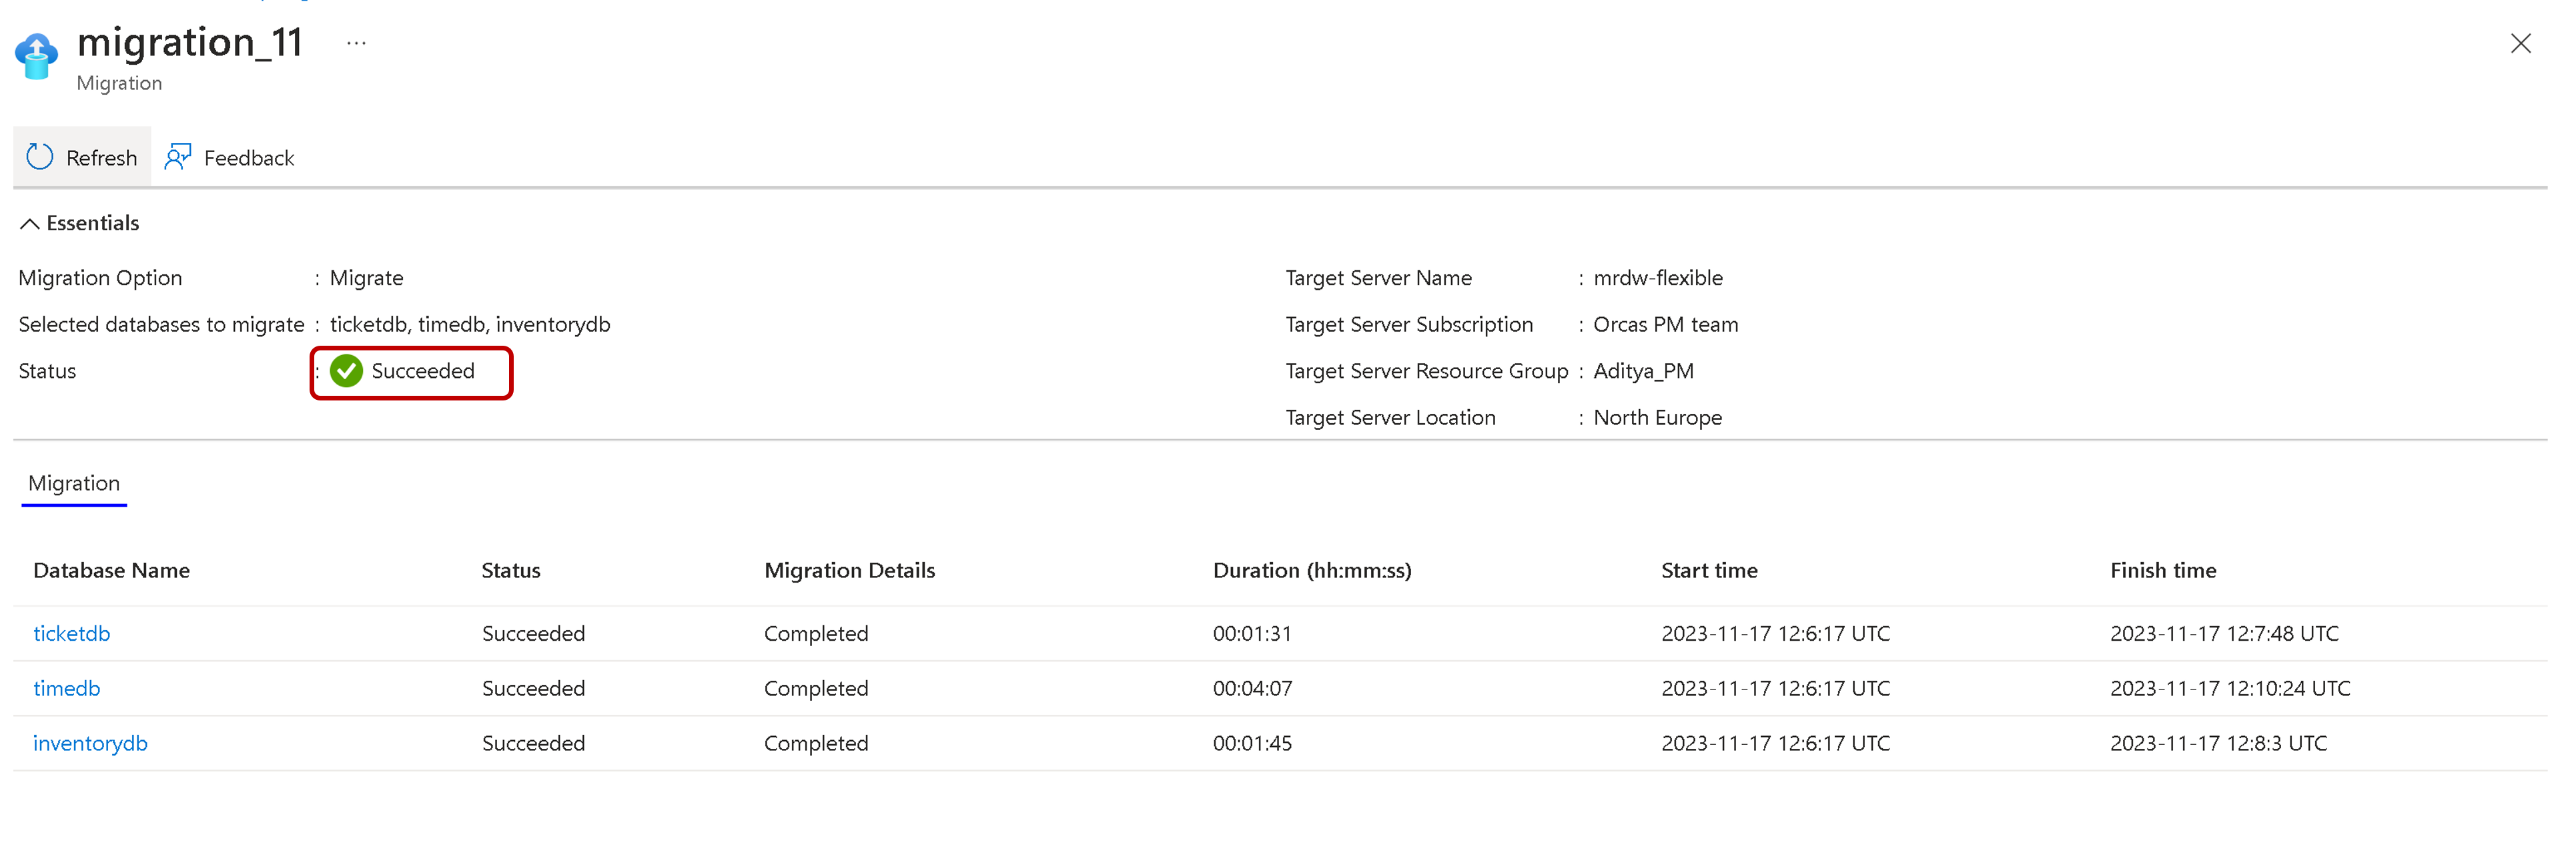 migration_11 ...
Migration
Refresh Feedback
Essentials
Migration Option : Migrate Target Server Name : mrdw-flexible
Selected databases to migrate : ticketdb, timedb, inventorydb Target Server Subscription : Orcas PM team
Status : Succeeded Target Server Resource Group : Aditya_PM
Target Server Location : North Europe
Migration
Database Name Status Migration Details Duration (hh:mm:ss) Start time Finish time
ticketdb Succeeded Completed 00:01:31 2023-11-17 12:6:17 UTC 2023-11-17 12:7:48 UTC
timedb Succeeded Completed 00:04:07 2023-11-17 12:6:17 UTC 2023-11-17 12:10:24 UTC
inventorydb Succeeded Completed 00:01:45 2023-11-17 12:6:17 UTC 2023-11-17 12:8:3 UTC